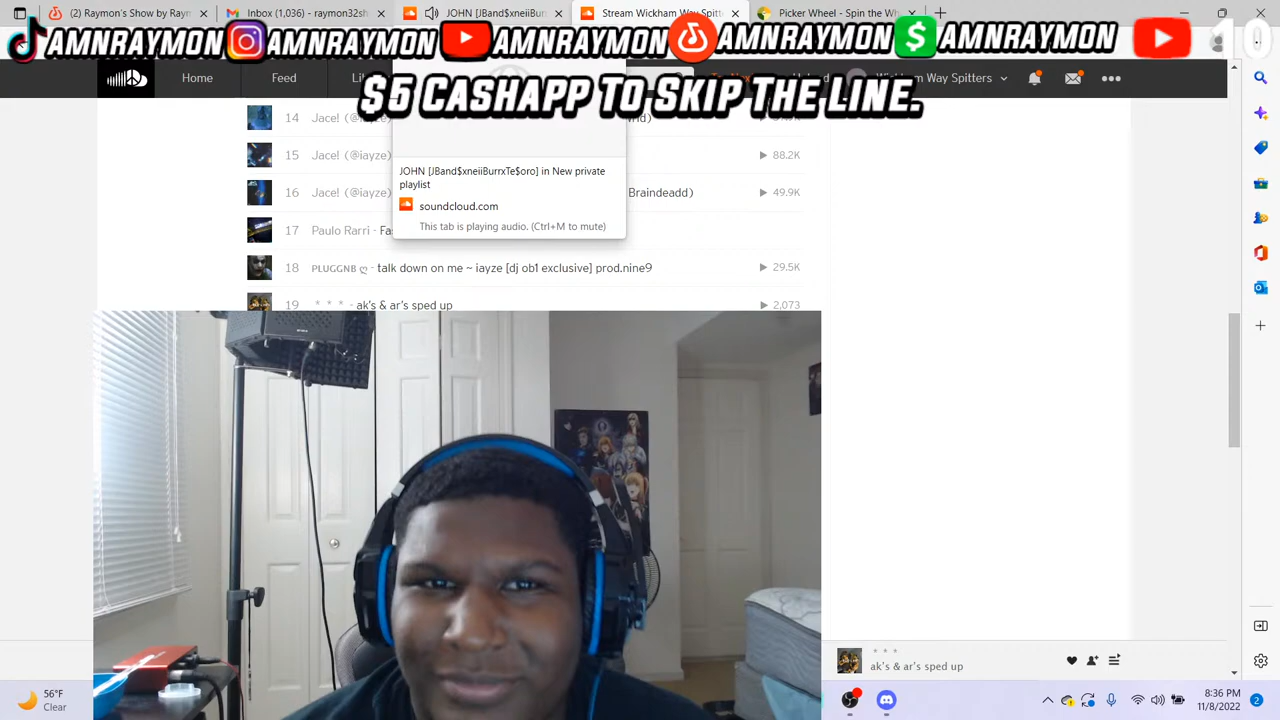 (2) Raymon's Show by Raymon
Inbox (1,036) - raymon32sh
JOHN [JBand$xneiiBuro
Stream Wickham Way Spitt
Picker Wheel - Spin the Whe
AMNRAYMON AMNRAYMON AMNRAYMON AMNRAYMON $ AMNRAYMON
Home Feed Wickham Way Spitters
$5 CASHAPP TO SKIP THE LINE.
14 Jace! (@iayze)
15 Jace! (@iayze) 88.2K
JOHN [JBand$xneiiBurrxTe$oro] in New private
playlist
16 Jace! (@iayze) Braindeadd) 49.9K
soundcloud.com
This tab is playing audio. (Ctrl+M to mute)
17 Paulo Rarri - Fa
18 PLUGGNB ღ - talk down on me ~ iayze [dj ob1 exclusive] prod.nine9 29.5K
19 * * * - ak's & ar's sped up 2,073
* * *
ak's & ar's sped up
56°F
Clear
8:36 PM
11/8/2022
2